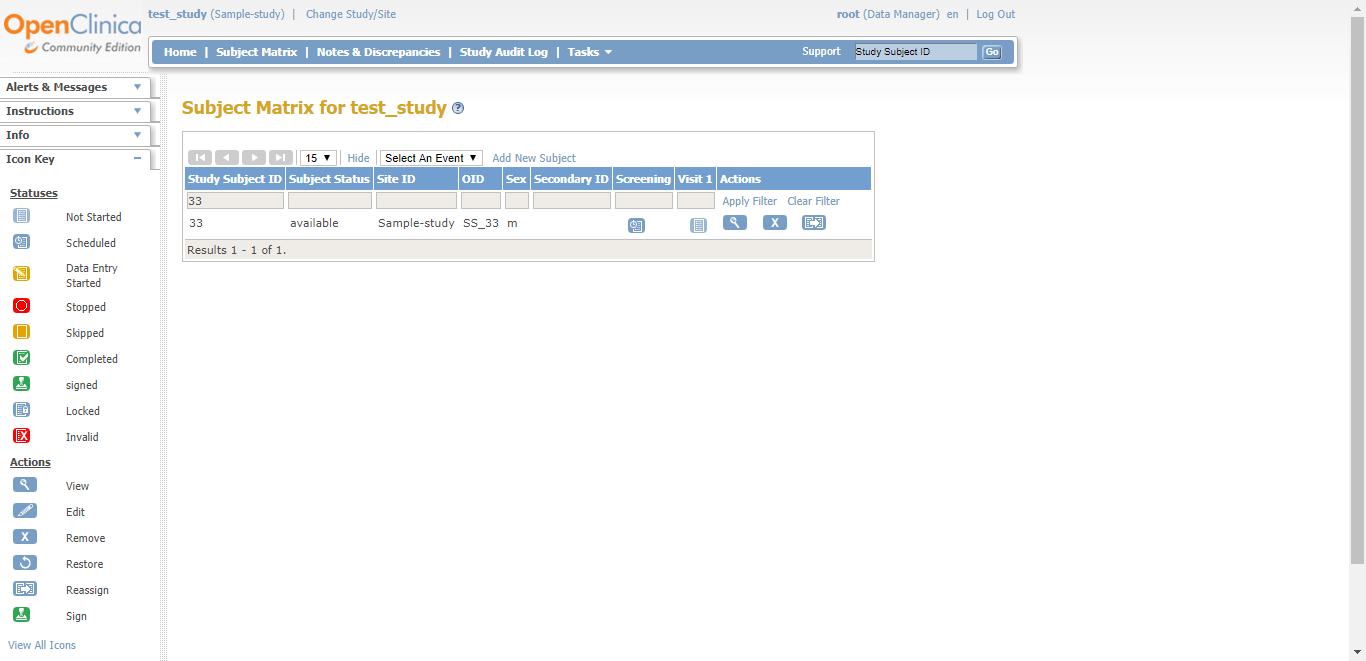 OpenClinica
Community Edition
test_study (Sample-study) | Change Study/Site
root (Data Manager) en | Log Out
Home | Subject Matrix | Notes & Discrepancies | Study Audit Log | Tasks
Support Study Subject ID Go
Alerts & Messages
Instructions
Info
Icon Key
Statuses
Not Started
Scheduled
Data Entry
Started
Stopped
Skipped
Completed
signed
Locked
Invalid
Actions
View
Edit
Remove
Restore
Reassign
Sign
View All Icons
Subject Matrix for test_study ?
15 | Hide | Select An Event Add New Subject
Study Subject ID Subject Status Site ID OID Sex Secondary ID Screening Visit 1 Actions
33 Apply Filter Clear Filter
33 available Sample-study SS_33 m X
Results 1 - 1 of 1.